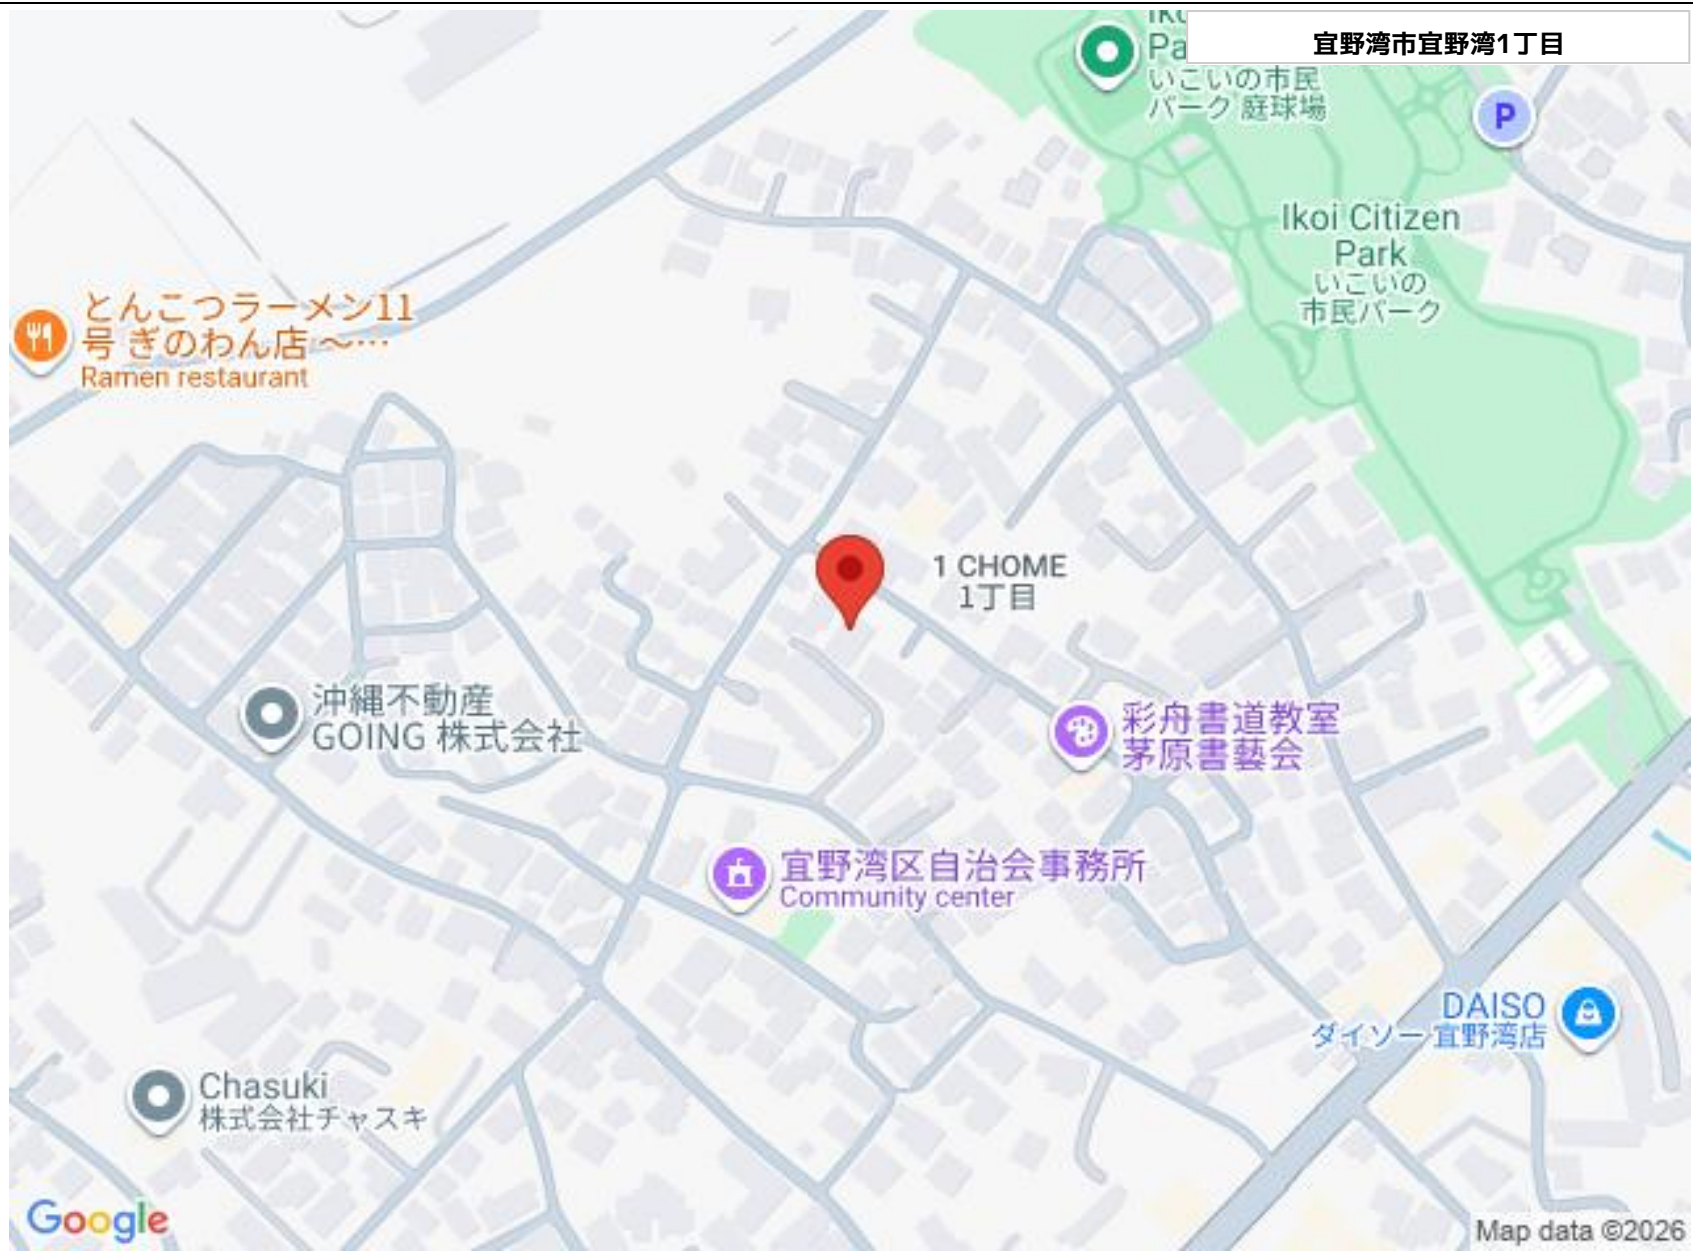 宜野湾市宜野湾1丁目
いこいの市民
パーク 庭球場
P
Ikoi Citizen
Park
いこいの
市民パーク
とんこつラーメン11
号 ぎのわん店 ～…
Ramen restaurant
1 CHOME
1丁目
沖縄不動産
GOING 株式会社
彩舟書道教室
茅原書藝会
宜野湾区自治会事務所
Community center
DAISO
ダイソー 宜野湾店
Chasuki
株式会社チャスキ
Google
Map data ©2026